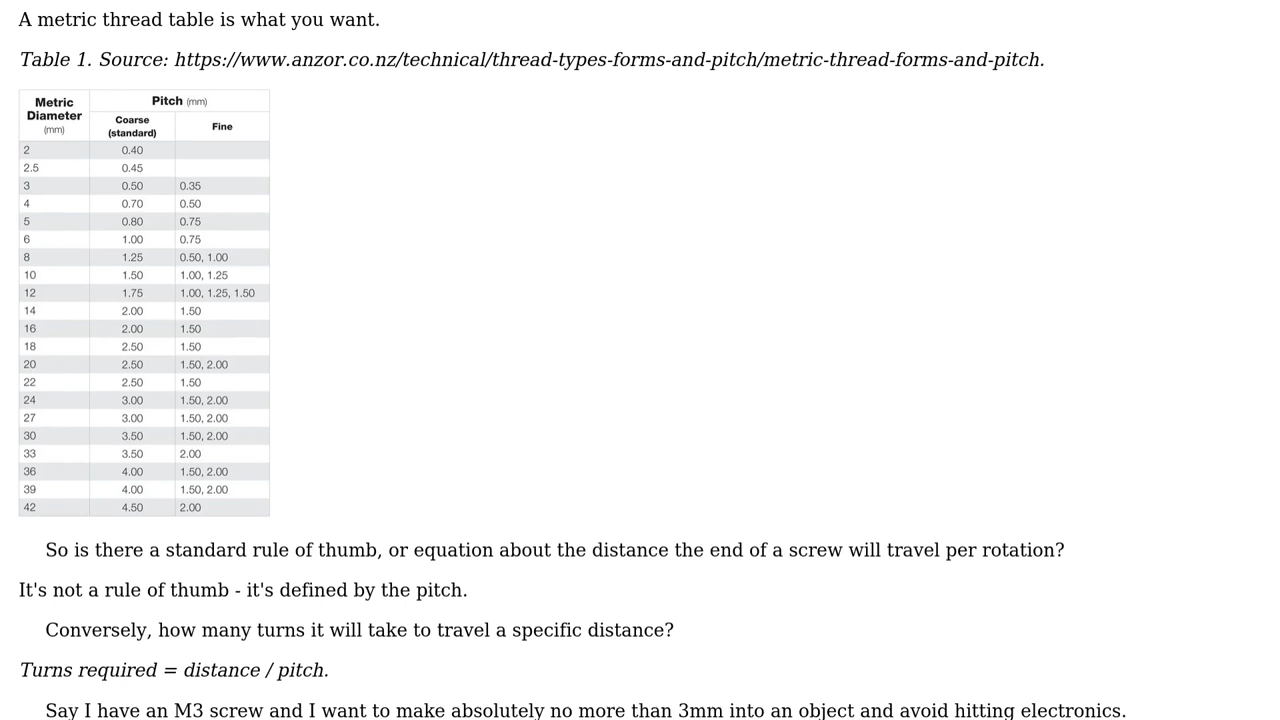 A metric thread table is what you want.
Table 1. Source: https://www.anzor.co.nz/technical/thread-types-forms-and-pitch/metric-thread-forms-and-pitch.
Metric Diameter (mm) Pitch (mm)
Coarse (standard) Fine
2 0.40
2.5 0.45
3 0.50 0.35
4 0.70 0.50
5 0.80 0.75
6 1.00 0.75
8 1.25 0.50, 1.00
10 1.50 1.00, 1.25
12 1.75 1.00, 1.25, 1.50
14 2.00 1.50
16 2.00 1.50
18 2.50 1.50
20 2.50 1.50, 2.00
22 2.50 1.50
24 3.00 1.50, 2.00
27 3.00 1.50, 2.00
30 3.50 1.50, 2.00
33 3.50 2.00
36 4.00 1.50, 2.00
39 4.00 1.50, 2.00
42 4.50 2.00
So is there a standard rule of thumb, or equation about the distance the end of a screw will travel per rotation?
It's not a rule of thumb - it's defined by the pitch.
Conversely, how many turns it will take to travel a specific distance?
Turns required = distance / pitch.
Say I have an M3 screw and I want to make absolutely no more than 3mm into an object and avoid hitting electronics.